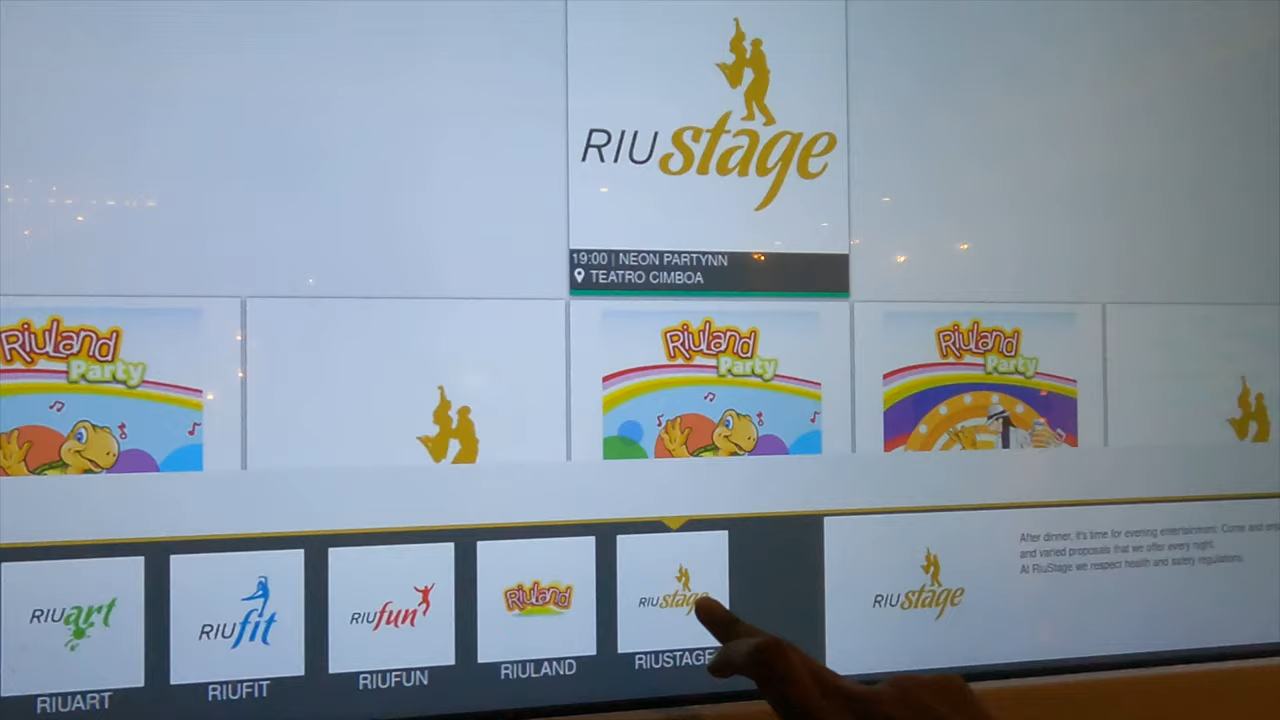 RIU stage
19:00 | NEON PARTYNN
TEATRO CIMBOA
RiuLand
Party
RiuLand
Party
RiuLand
Party
After dinner, it's time for evening entertainment. Come and
and varied proposals that we offer every night.
At RiuStage we respect health and safety regulations.
RIU art
RIU fit
RIU fun
Riuland
RIU stage
RIU stage
RIUART
RIUFIT
RIUFUN
RIULAND
RIUSTAGE